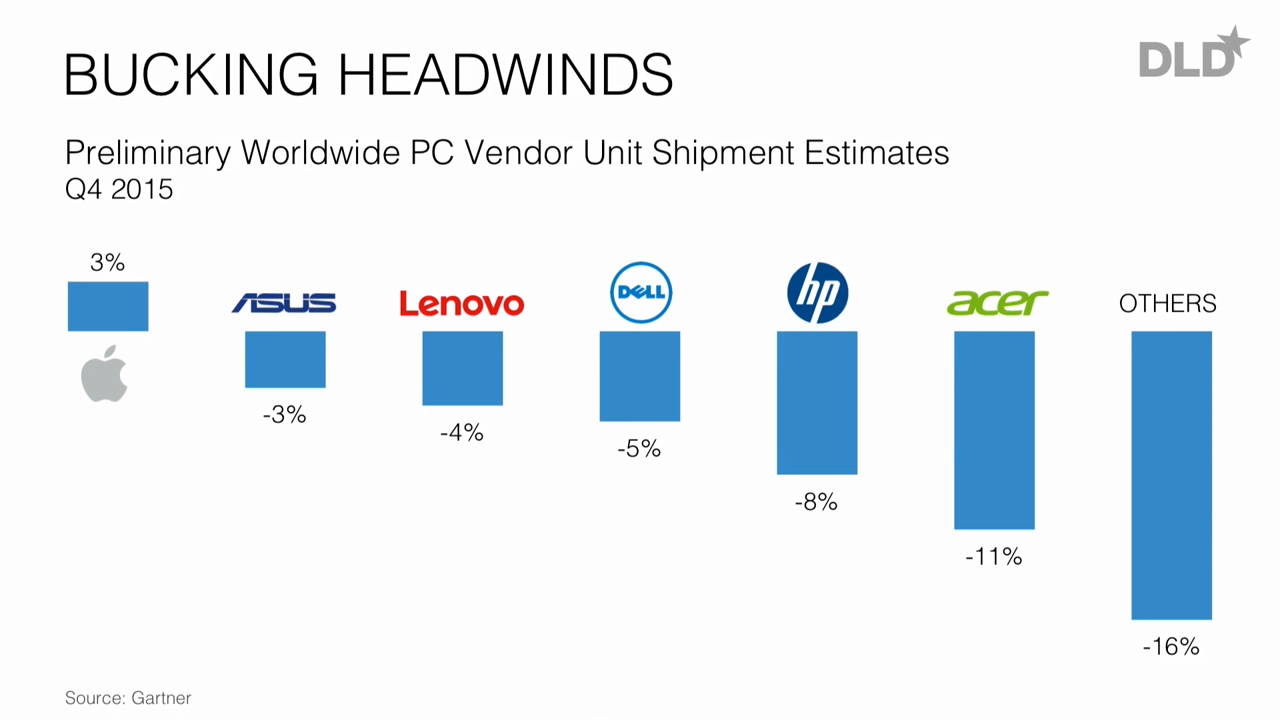 BUCKING HEADWINDS
DLD
Preliminary Worldwide PC Vendor Unit Shipment Estimates
Q4 2015
3%
ASUS
Lenovo
DELL
hp
acer
OTHERS
-3%
-4%
-5%
-8%
-11%
-16%
Source: Gartner